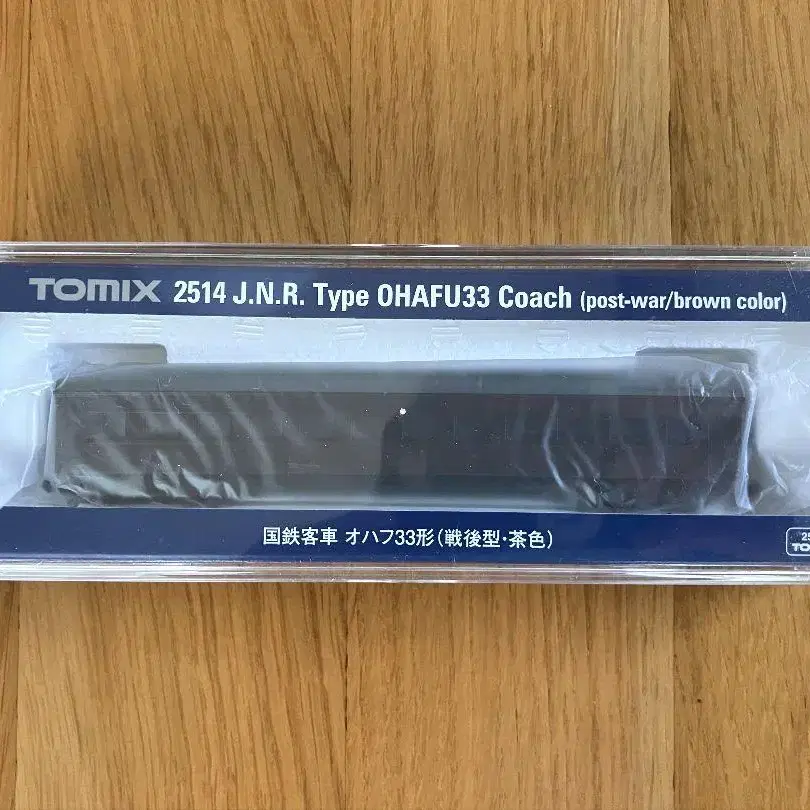 TOMIX 2514 J.N.R. Type OHAFU33 Coach (post-war/brown color)
国鉄客車 オハフ33形(戦後型・茶色)